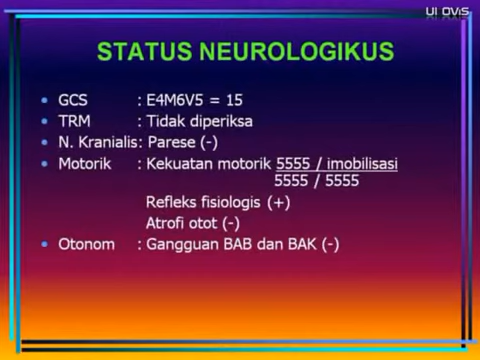 UI OViS
STATUS NEUROLOGIKUS
• GCS : E4M6V5 = 15
• TRM : Tidak diperiksa
• N. Kranialis: Parese (-)
• Motorik : Kekuatan motorik 5555 / imobilisasi
5555 / 5555
Refleks fisiologis (+)
Atrofi otot (-)
• Otonom : Gangguan BAB dan BAK (-)